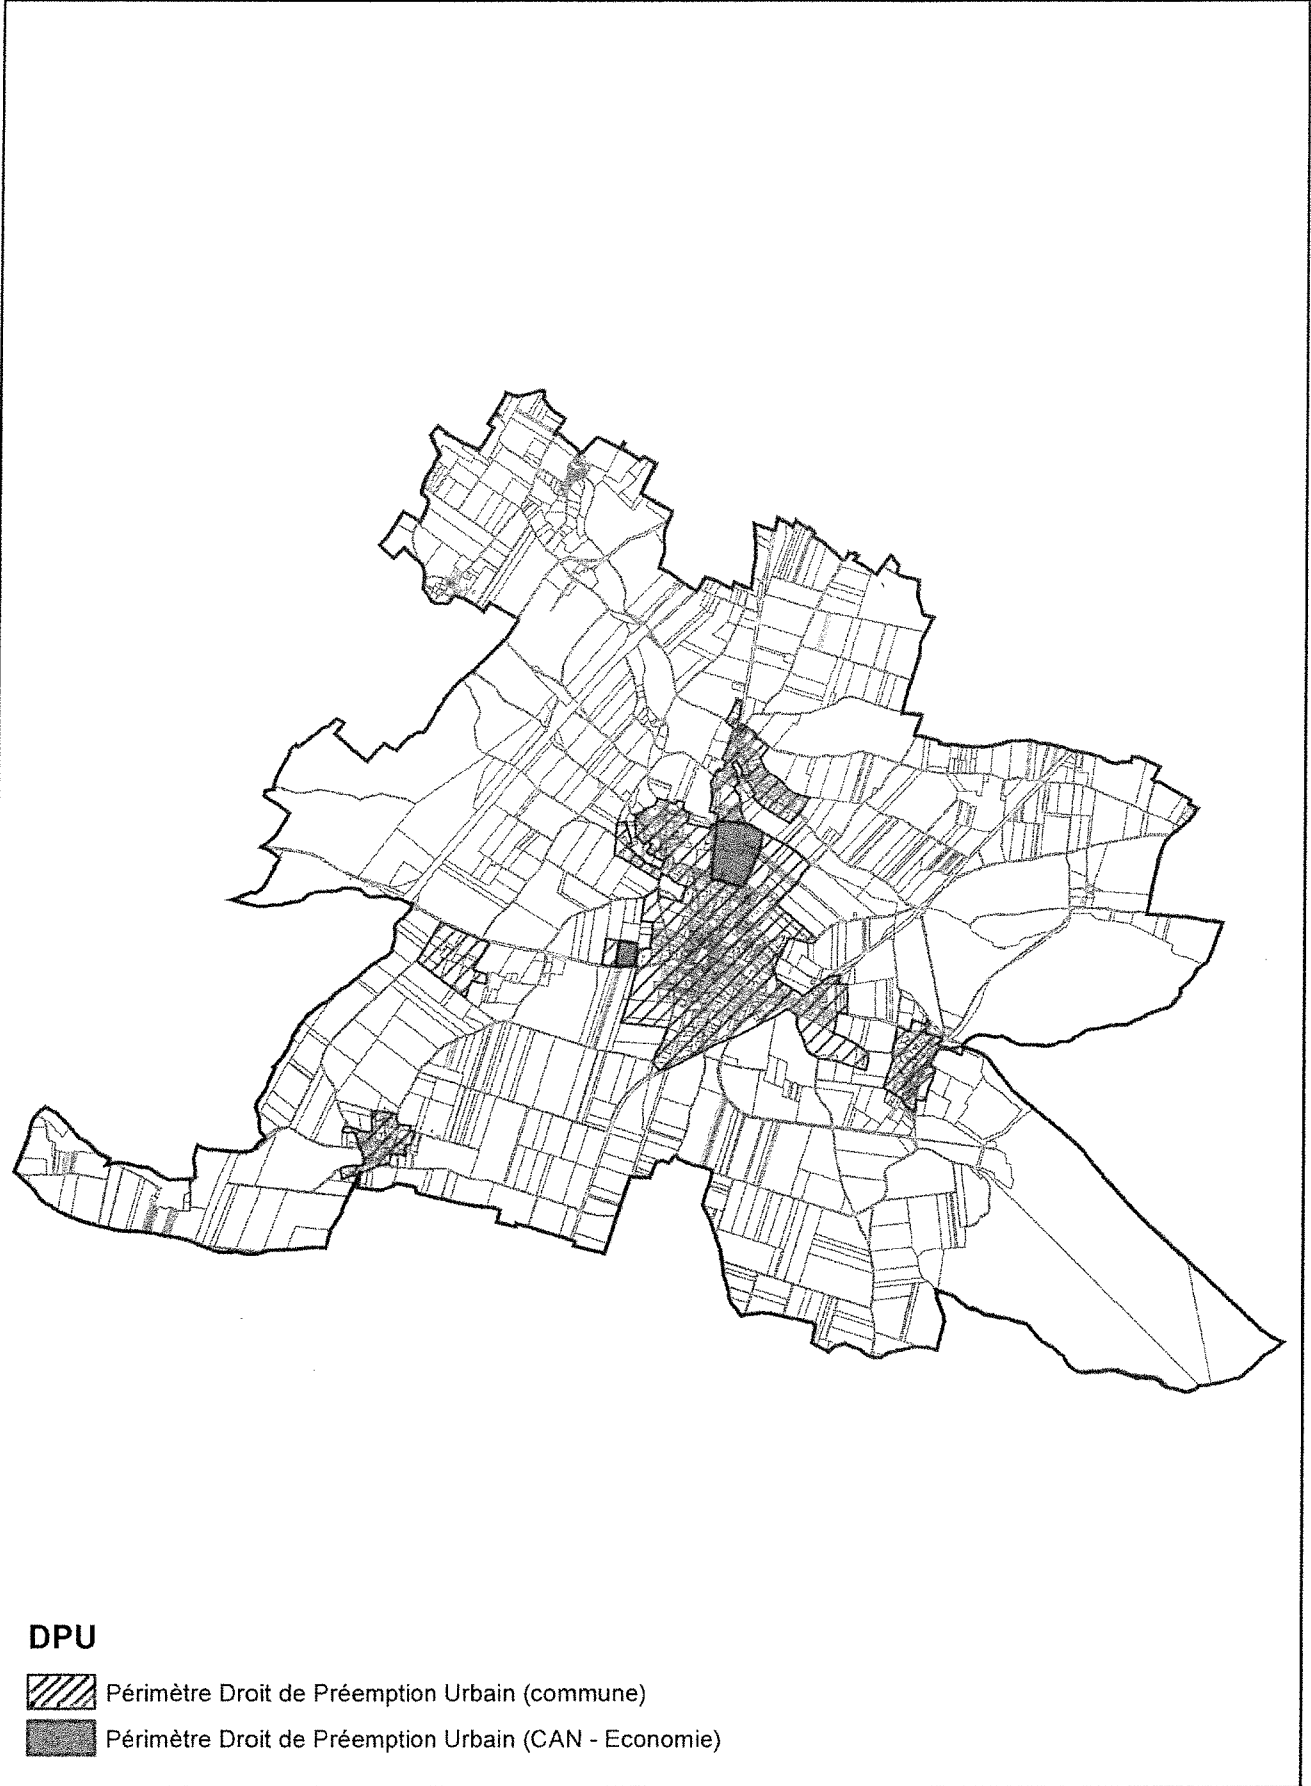 DPU
Périmètre Droit de Préemption Urbain (commune)
Périmètre Droit de Préemption Urbain (CAN - Economie)